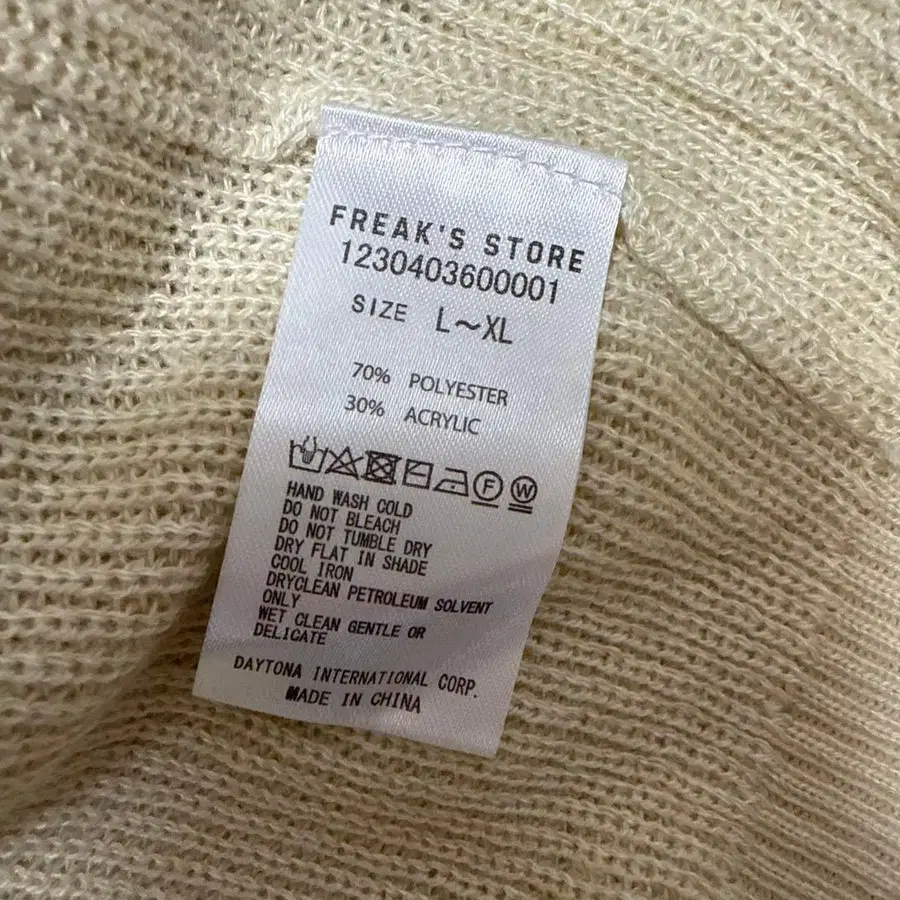 FREAK'S STORE
1230403600001
SIZE L～XL
70% POLYESTER
30% ACRYLIC
F W
HAND WASH COLD
DO NOT BLEACH
DO NOT TUMBLE DRY
DRY FLAT IN SHADE
COOL IRON
DRYCLEAN PETROLEUM SOLVENT
ONLY
WET CLEAN GENTLE OR
DELICATE
DAYTONA INTERNATIONAL CORP.
MADE IN CHINA